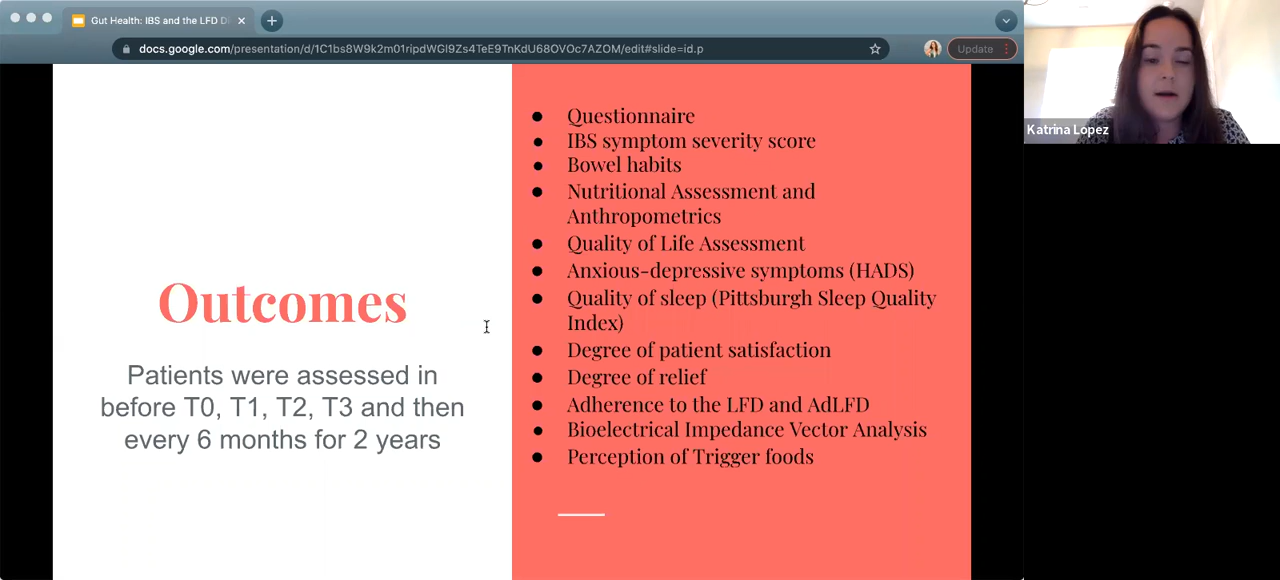 Gut Health: IBS and the LFD D
docs.google.com/presentation/d/1C1bs8W9k2m01ripdWGI9Zs4TeE9TnKdU68OVOc7AZOM/edit#slide=id.p
Update
Katrina Lopez
Outcomes
Patients were assessed in
before T0, T1, T2, T3 and then
every 6 months for 2 years
● Questionnaire
● IBS symptom severity score
● Bowel habits
● Nutritional Assessment and
Anthropometrics
● Quality of Life Assessment
● Anxious-depressive symptoms (HADS)
● Quality of sleep (Pittsburgh Sleep Quality
Index)
● Degree of patient satisfaction
● Degree of relief
● Adherence to the LFD and AdLFD
● Bioelectrical Impedance Vector Analysis
● Perception of Trigger foods